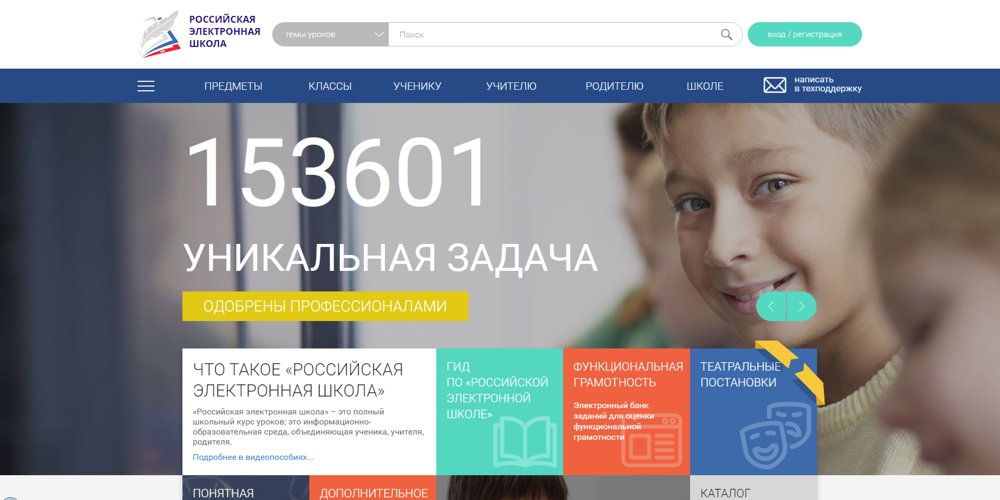 РОССИЙСКАЯ
ЭЛЕКТРОННАЯ
ШКОЛА
темы уроков
Поиск
вход / регистрация
ПРЕДМЕТЫ
КЛАССЫ
УЧЕНИКУ
УЧИТЕЛЮ
РОДИТЕЛЮ
ШКОЛЕ
написать
в техподдержку
153601
УНИКАЛЬНАЯ ЗАДАЧА
ОДОБРЕНЫ ПРОФЕССИОНАЛАМИ
ЧТО ТАКОЕ «РОССИЙСКАЯ
ЭЛЕКТРОННАЯ ШКОЛА»
«Российская электронная школа» – это полный
школьный курс уроков; это информационно-
образовательная среда, объединяющая ученика, учителя,
родителя.
Подробнее в видеопособиях...
ГИД
ПО «РОССИЙСКОЙ
ЭЛЕКТРОННОЙ
ШКОЛЕ»
ФУНКЦИОНАЛЬНАЯ
ГРАМОТНОСТЬ
Электронный банк
заданий для оценки
функциональной
грамотности
ТЕАТРАЛЬНЫЕ
ПОСТАНОВКИ
ПОНЯТНАЯ
ДОПОЛНИТЕЛЬНОЕ
КАТАЛОГ